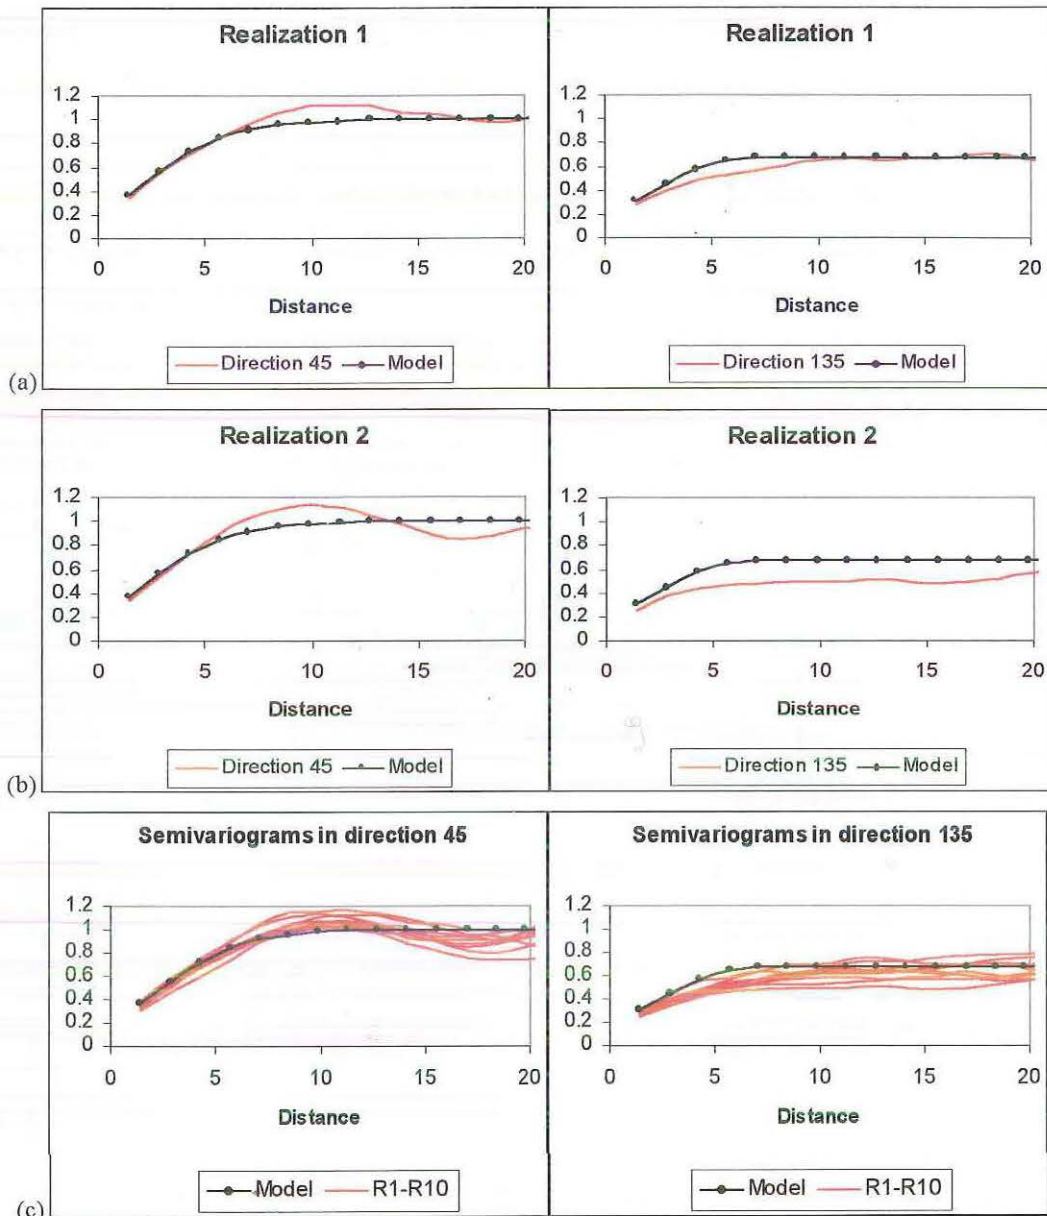 Realization 1
1.2
1
0.8
0.6
0.4
0.2
0
0 5 10 15 20
Distance
Direction 45 Model
Realization 1
1.2
1
0.8
0.6
0.4
0.2
0
0 5 10 15 20
Distance
Direction 135 Model
(a)
Realization 2
1.2
1
0.8
0.6
0.4
0.2
0
0 5 10 15 20
Distance
Direction 45 Model
Realization 2
1.2
1
0.8
0.6
0.4
0.2
0
0 5 10 15 20
Distance
Direction 135 Model
(b)
Semivariograms in direction 45
1.2
1
0.8
0.6
0.4
0.2
0
0 5 10 15 20
Distance
Model R1-R10
Semivariograms in direction 135
1.2
1
0.8
0.6
0.4
0.2
0
0 5 10 15 20
Distance
Model R1-R10
(c)